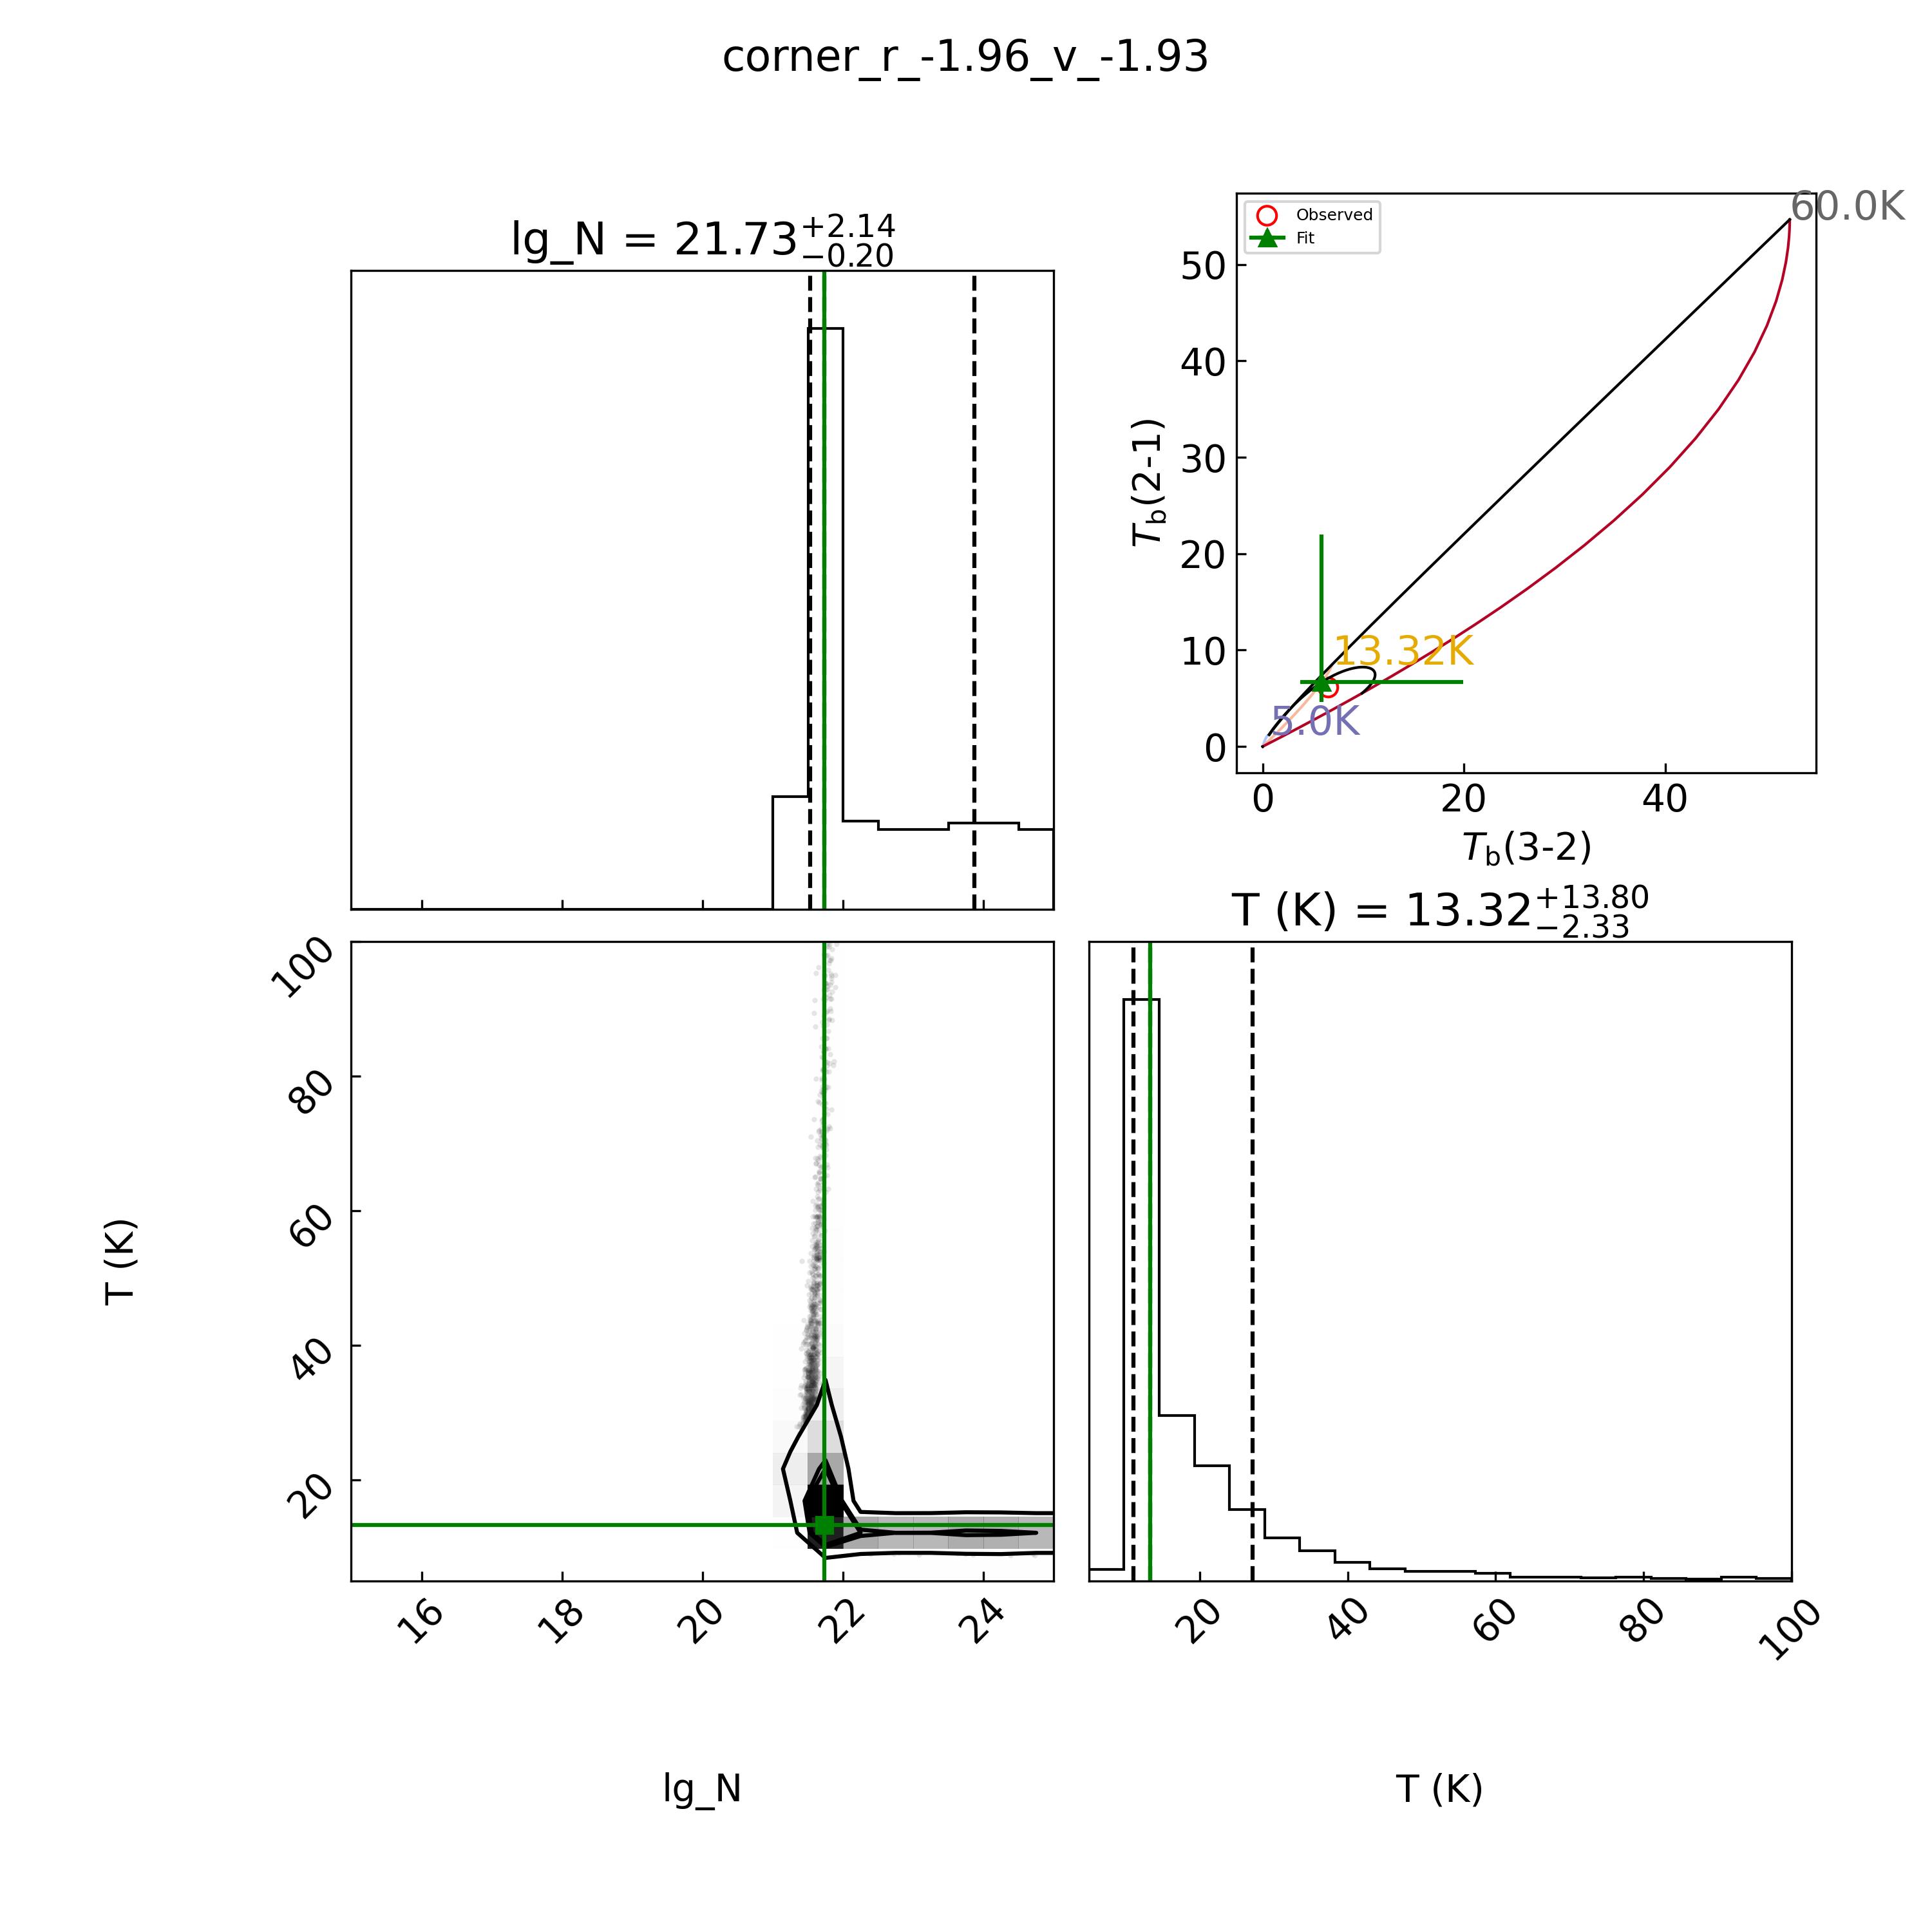 corner_r_-1.96_v_-1.93
lg_N = 21.73+2.14−0.20
60.0K
Observed
Fit
50
40
30
20
10
0
Tb(2-1)
13.32K
5.0K
0 20 40
Tb(3-2)
T (K) = 13.32+13.80−2.33
100
80
60
40
20
T (K)
16 18 20 22 24
lg_N
20 40 60 80 100
T (K)